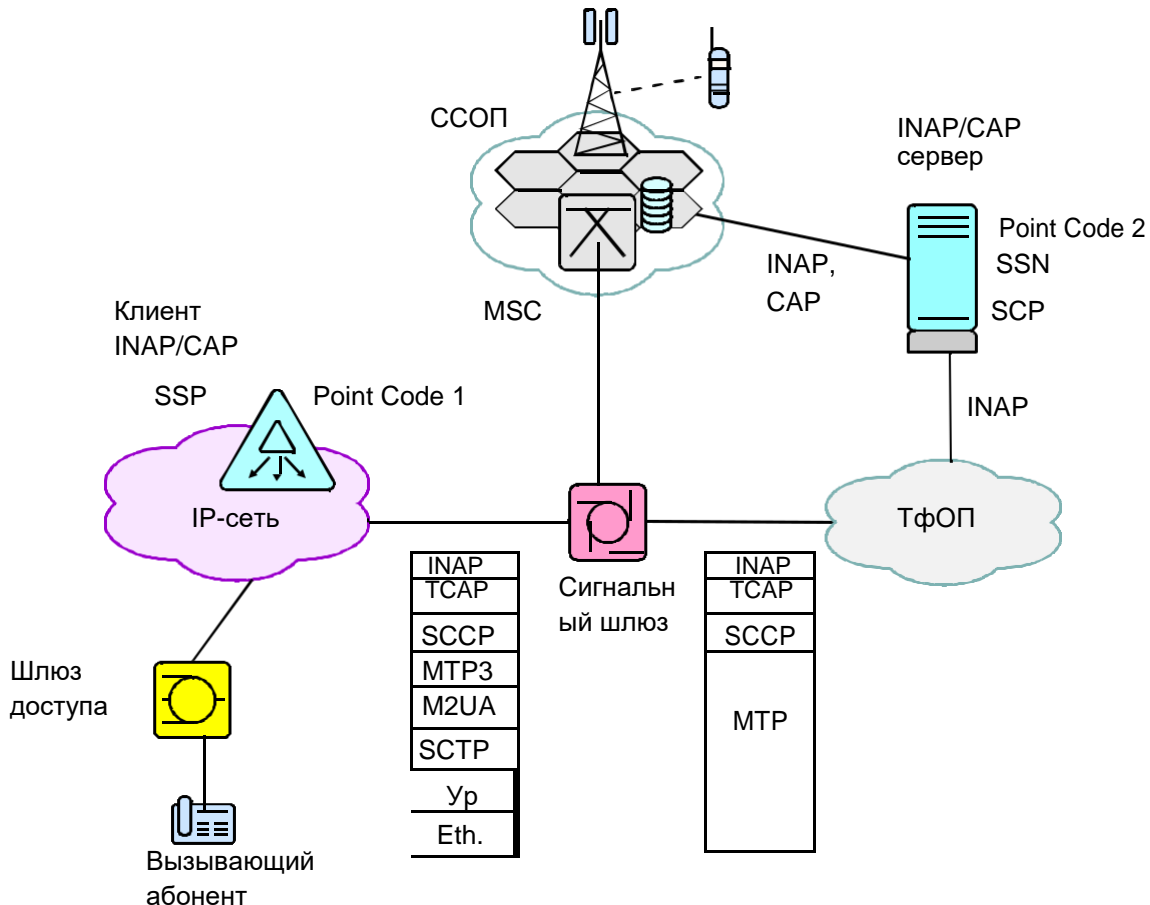 ССОП
INAP/CAP
сервер
Point Code 2
SSN
SCP
INAP,
CAP
MSC
Клиент
INAP/CAP
SSP
Point Code 1
INAP
IP-сеть
ТфОП
Сигнальн
ый шлюз
INAP
TCAP
SCCP
MTP3
M2UA
SCTP
Ур
Eth.
INAP
TCAP
SCCP
MTP
Шлюз
доступа
Вызывающий
абонент